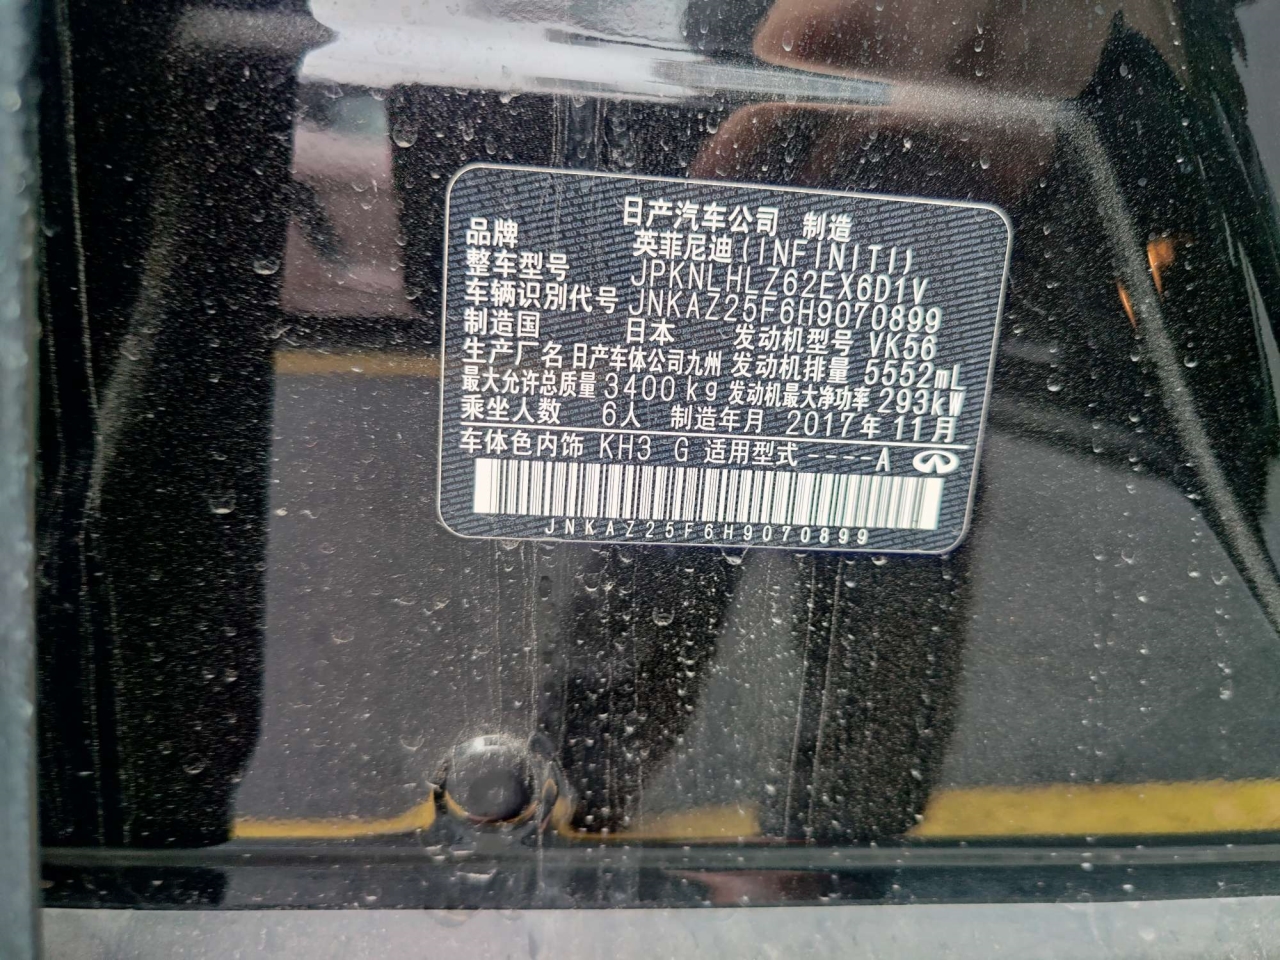 日产汽车公司 制造
品牌 英菲尼迪(INFINITI)
整车型号 JPKNLHLZ62EX6D1V
车辆识别代号 JNKAZ25F6H9070899
制造国 日本 发动机型号 VK56
生产厂名 日产车体公司九州 发动机排量 5552mL
最大允许总质量 3400kg 发动机最大净功率 293kW
乘坐人数 6人 制造年月 2017年11月
车体色内饰 KH3 G 适用型式 ----A
JNKAZ25F6H9070899